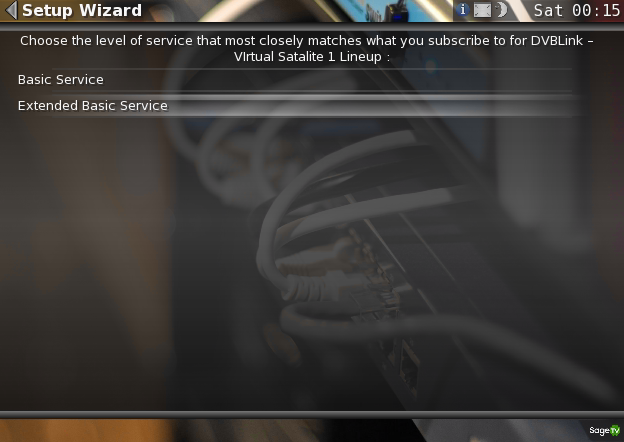 Setup Wizard
i
Sat 00:15
Choose the level of service that most closely matches what you subscribe to for DVBLink –
VIrtual Satalite 1 Lineup :
Basic Service
Extended Basic Service
SageTV